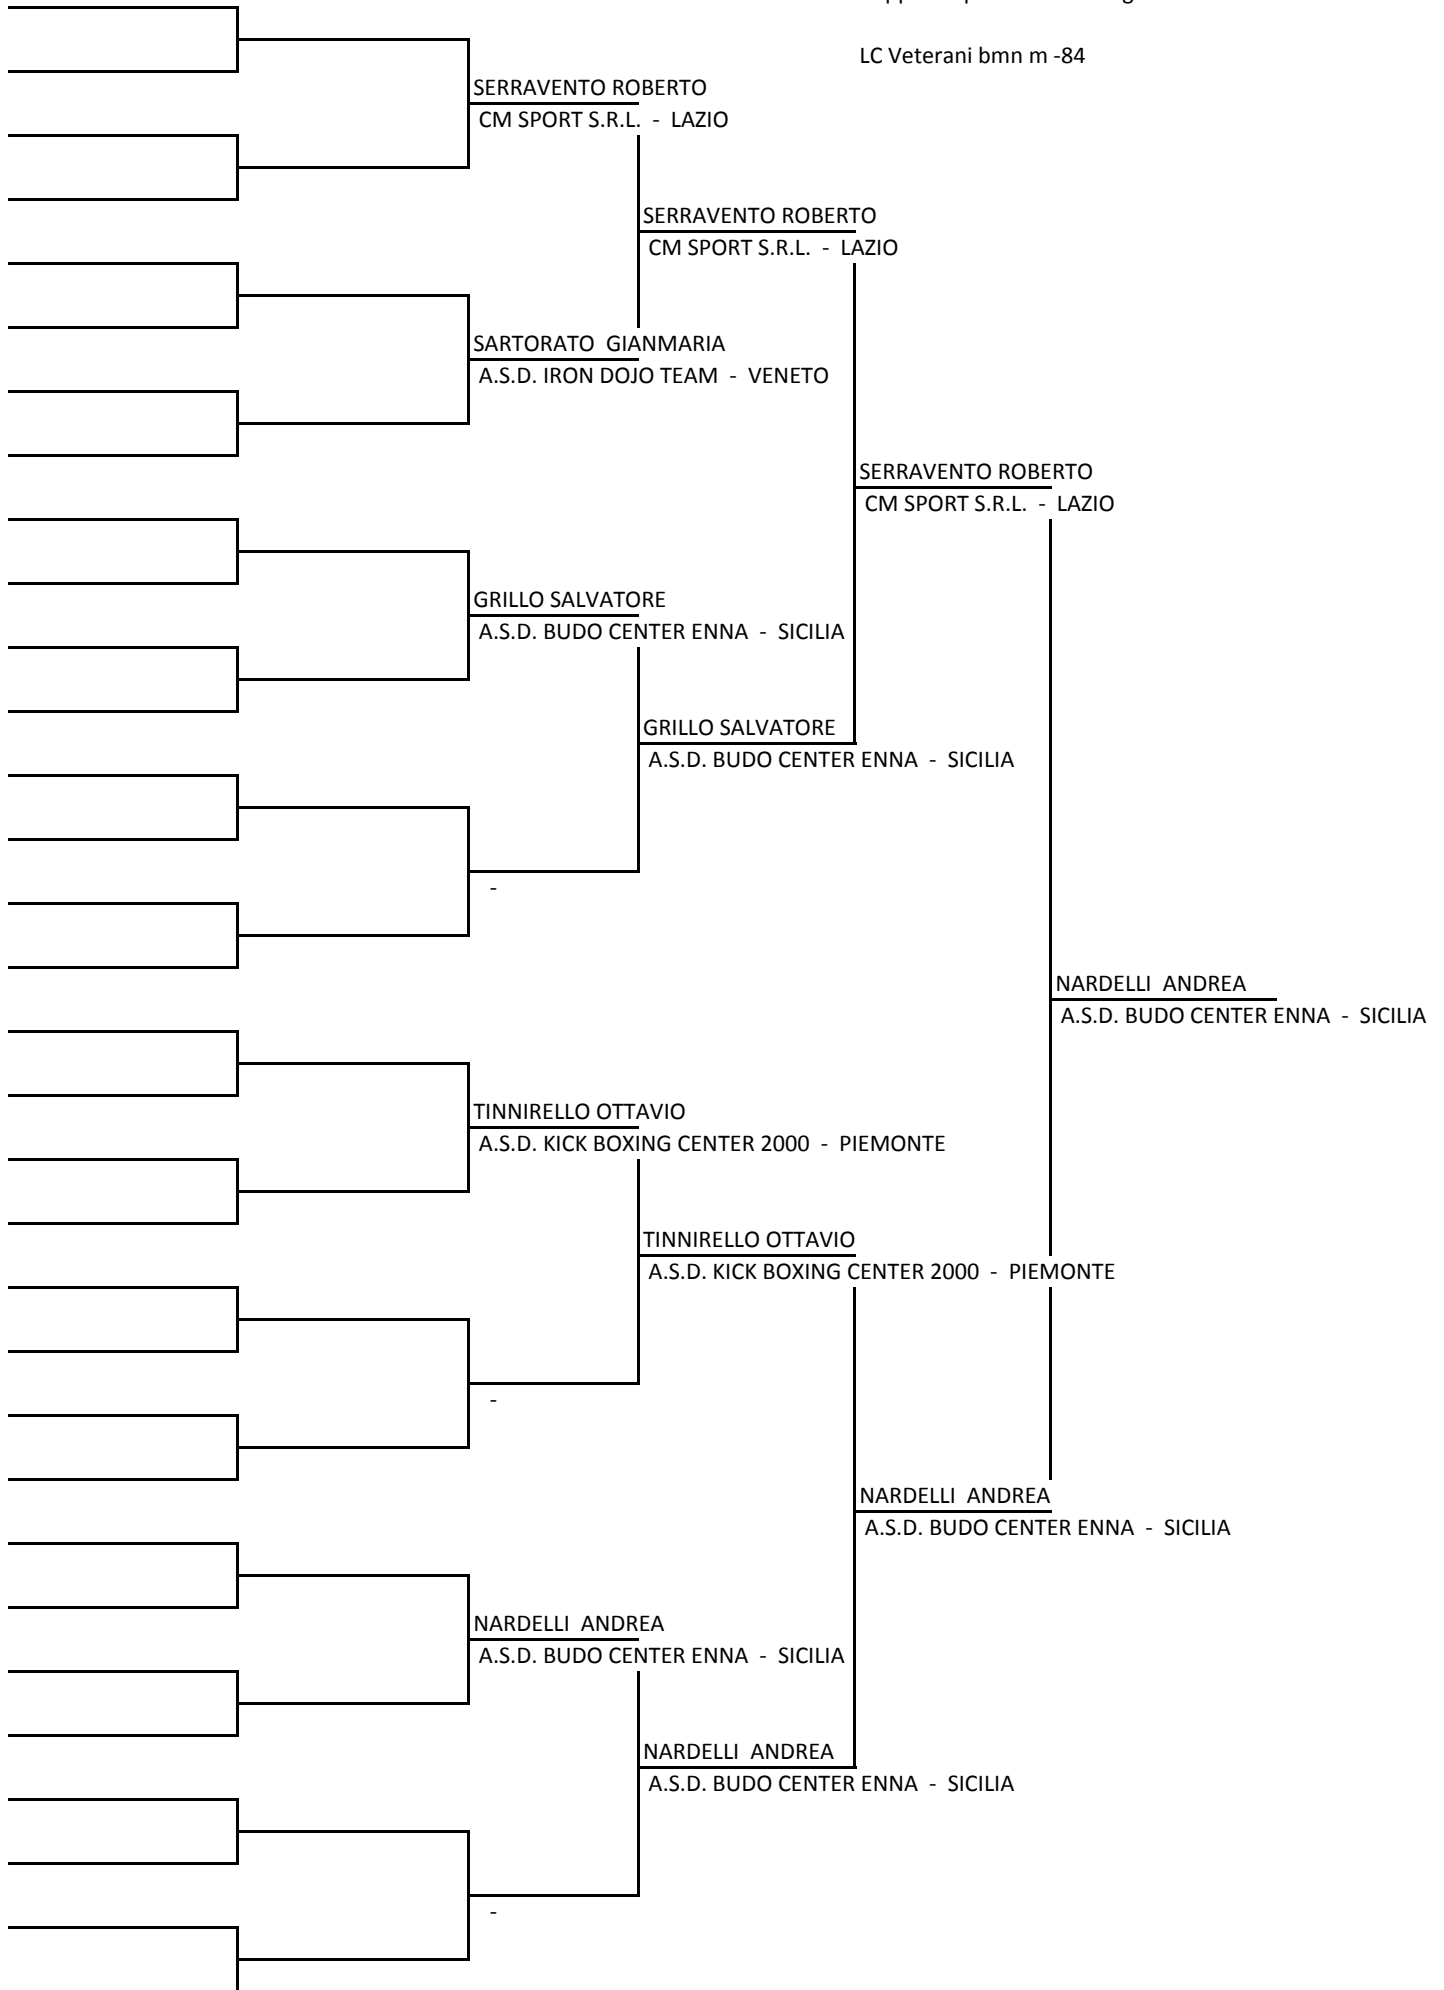 LC Veterani bmn m -84
SERRAVENTO ROBERTO
CM SPORT S.R.L. - LAZIO
SERRAVENTO ROBERTO
CM SPORT S.R.L. - LAZIO
SARTORATO GIANMARIA
A.S.D. IRON DOJO TEAM - VENETO
SERRAVENTO ROBERTO
CM SPORT S.R.L. - LAZIO
GRILLO SALVATORE
A.S.D. BUDO CENTER ENNA - SICILIA
GRILLO SALVATORE
A.S.D. BUDO CENTER ENNA - SICILIA
-
NARDELLI ANDREA
A.S.D. BUDO CENTER ENNA - SICILIA
TINNIRELLO OTTAVIO
A.S.D. KICK BOXING CENTER 2000 - PIEMONTE
TINNIRELLO OTTAVIO
A.S.D. KICK BOXING CENTER 2000 - PIEMONTE
-
NARDELLI ANDREA
A.S.D. BUDO CENTER ENNA - SICILIA
NARDELLI ANDREA
A.S.D. BUDO CENTER ENNA - SICILIA
NARDELLI ANDREA
A.S.D. BUDO CENTER ENNA - SICILIA
-